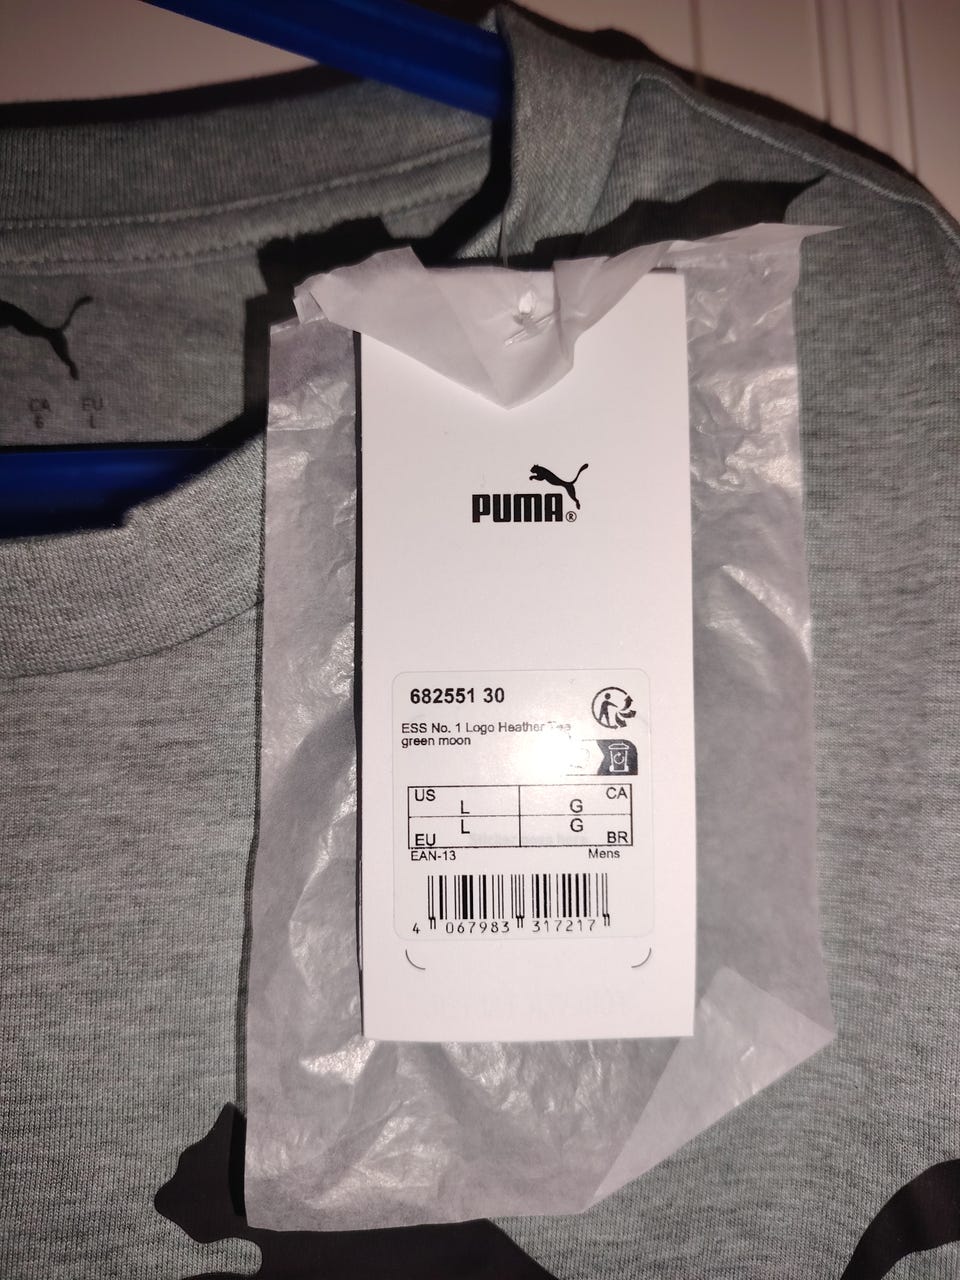 CA EU
G L
PUMA®
682551 30
ESS No. 1 Logo Heather Tee
green moon
US L G CA
EU L G BR
EAN-13 Mens
4 067983 317217